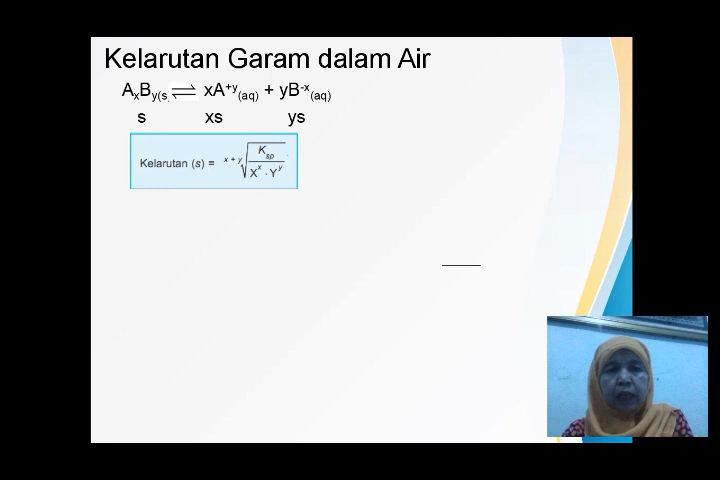 Kelarutan Garam dalam Air
AxBy(s) ⇌ xA⁺ʸ(aq) + yB⁻ˣ(aq)
s xs ys
Kelarutan (s) = ˣ⁺ʸ√(Ksp / Xˣ . Yʸ)